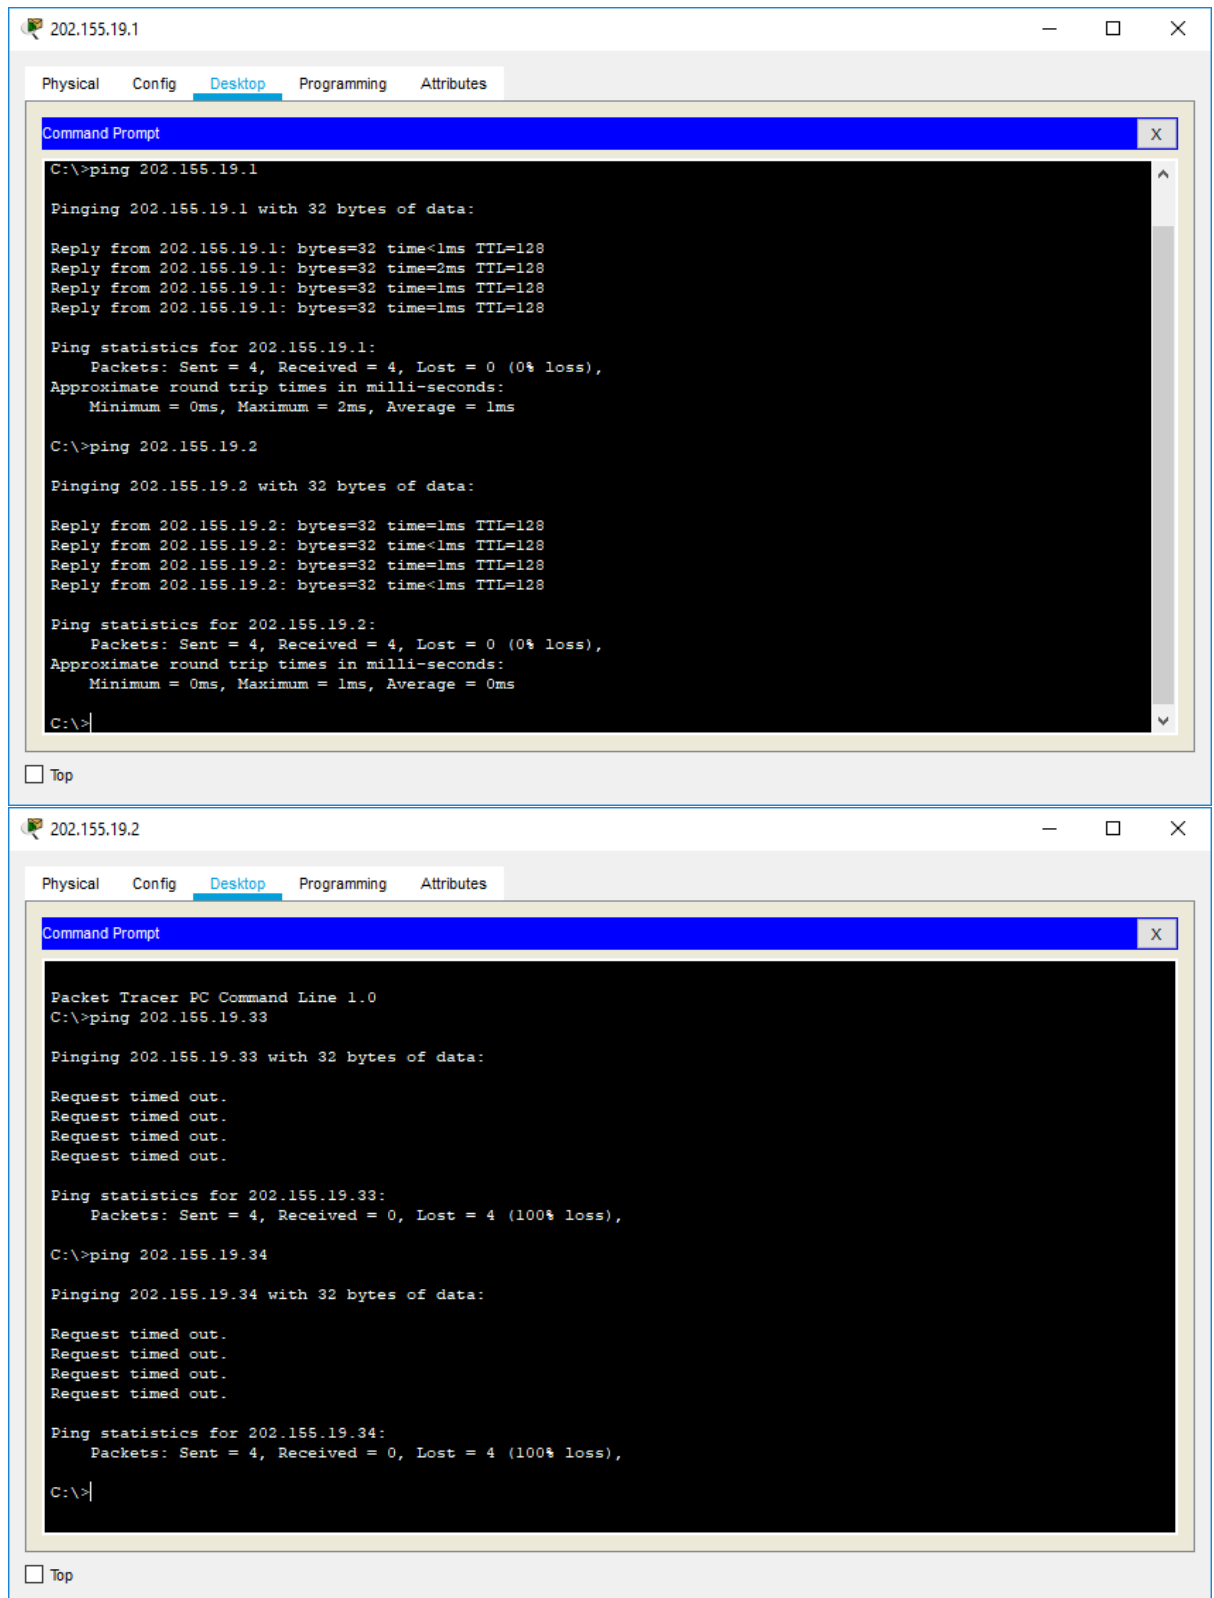 202.155.19.1
Physical Config Desktop Programming Attributes
Command Prompt X
C:\>ping 202.155.19.1
Pinging 202.155.19.1 with 32 bytes of data:
Reply from 202.155.19.1: bytes=32 time<1ms TTL=128
Reply from 202.155.19.1: bytes=32 time=2ms TTL=128
Reply from 202.155.19.1: bytes=32 time=1ms TTL=128
Reply from 202.155.19.1: bytes=32 time=1ms TTL=128
Ping statistics for 202.155.19.1:
    Packets: Sent = 4, Received = 4, Lost = 0 (0% loss),
Approximate round trip times in milli-seconds:
    Minimum = 0ms, Maximum = 2ms, Average = 1ms
C:\>ping 202.155.19.2
Pinging 202.155.19.2 with 32 bytes of data:
Reply from 202.155.19.2: bytes=32 time=1ms TTL=128
Reply from 202.155.19.2: bytes=32 time<1ms TTL=128
Reply from 202.155.19.2: bytes=32 time=1ms TTL=128
Reply from 202.155.19.2: bytes=32 time<1ms TTL=128
Ping statistics for 202.155.19.2:
    Packets: Sent = 4, Received = 4, Lost = 0 (0% loss),
Approximate round trip times in milli-seconds:
    Minimum = 0ms, Maximum = 1ms, Average = 0ms
C:\>
Top
202.155.19.2
Physical Config Desktop Programming Attributes
Command Prompt X
Packet Tracer PC Command Line 1.0
C:\>ping 202.155.19.33
Pinging 202.155.19.33 with 32 bytes of data:
Request timed out.
Request timed out.
Request timed out.
Request timed out.
Ping statistics for 202.155.19.33:
    Packets: Sent = 4, Received = 0, Lost = 4 (100% loss),
C:\>ping 202.155.19.34
Pinging 202.155.19.34 with 32 bytes of data:
Request timed out.
Request timed out.
Request timed out.
Request timed out.
Ping statistics for 202.155.19.34:
    Packets: Sent = 4, Received = 0, Lost = 4 (100% loss),
C:\>
Top